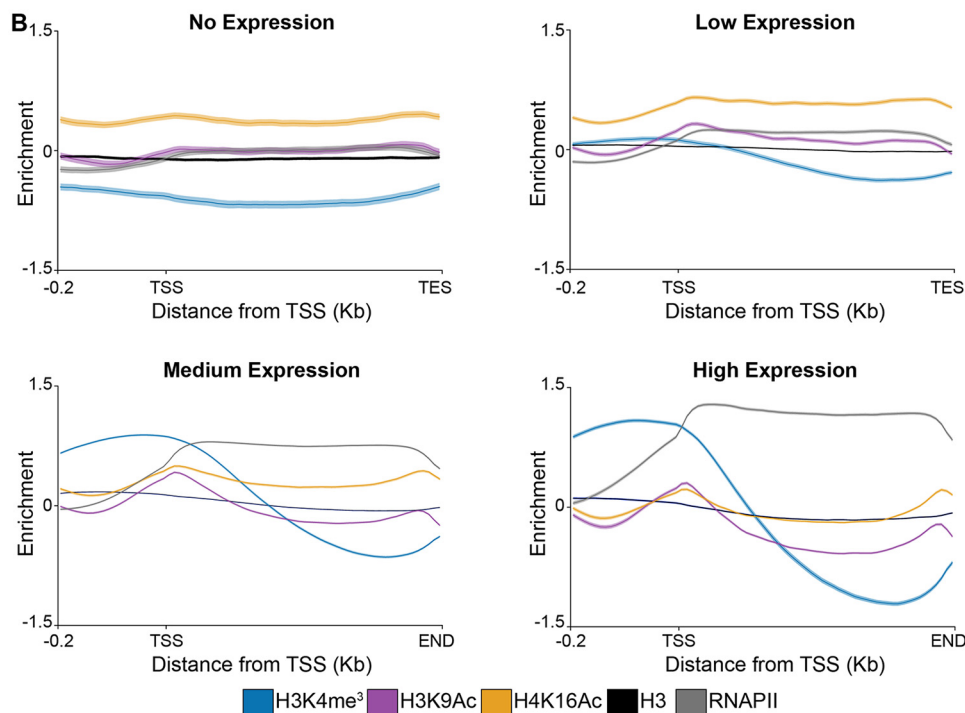 B
No Expression
1.5
0
-1.5
Enrichment
-0.2 TSS TES
Distance from TSS (Kb)
Low Expression
1.5
0
-1.5
Enrichment
-0.2 TSS TES
Distance from TSS (Kb)
Medium Expression
1.5
0
-1.5
Enrichment
-0.2 TSS END
Distance from TSS (Kb)
High Expression
1.5
0
-1.5
Enrichment
-0.2 TSS END
Distance from TSS (Kb)
H3K4me³ H3K9Ac H4K16Ac H3 RNAPII